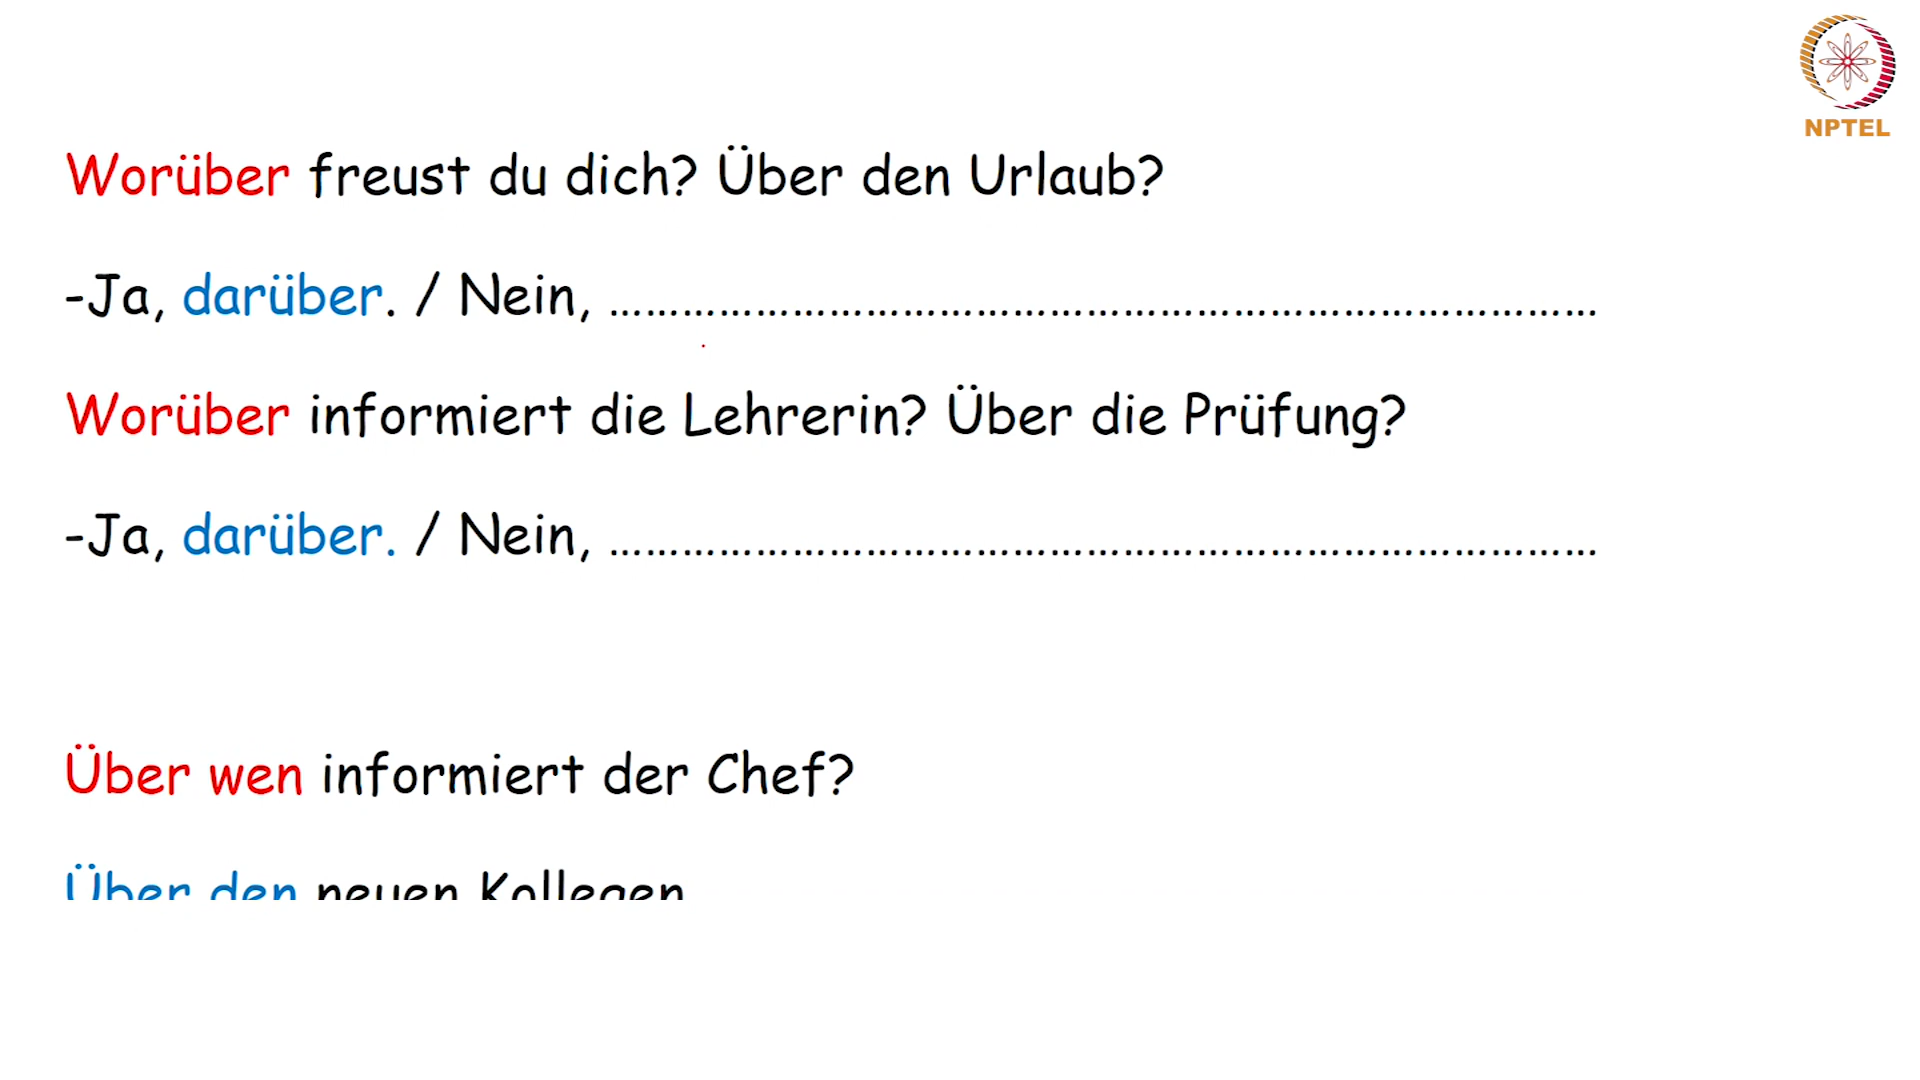 NPTEL
Worüber freust du dich? Über den Urlaub?
-Ja, darüber. / Nein, ………………………………………………………………………
Worüber informiert die Lehrerin? Über die Prüfung?
-Ja, darüber. / Nein, ………………………………………………………………………
Über wen informiert der Chef?
Über den neuen Kollegen